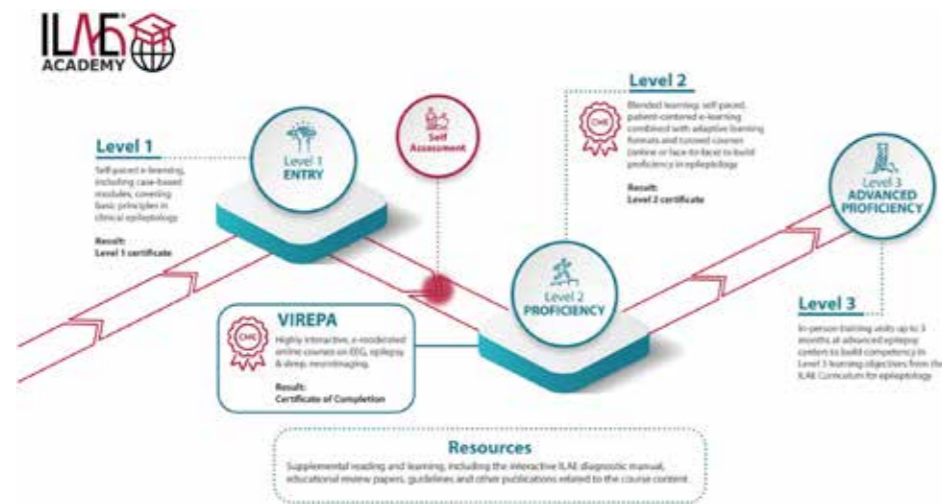 ILAE
ACADEMY
Level 1
Self-paced e-learning,
including case-based
modules, covering
basic principles in
clinical epileptology
Result:
Level 1 certificate
Level 1
ENTRY
Self
Assessment
Level 2
CME
Blended learning: self-paced,
patient-centered e-learning
combined with adaptive learning
formats and tutored courses
(online or face-to-face) to build
proficiency in epileptology
Result:
Level 2 certificate
Level 3
ADVANCED
PROFICIENCY
Level 2
PROFICIENCY
VIREPA
CME
Highly interactive, e-moderated
online courses on EEG, epilepsy
& sleep, neuroimaging.
Result:
Certificate of Completion
Level 3
In-person training visits up to 3
months at advanced epilepsy
centers to build competency in
Level 3 learning objectives from the
ILAE Curriculum for epileptology
Resources
Supplemental reading and learning, including the interactive ILAE diagnostic manual,
educational review papers, guidelines and other publications related to the course content